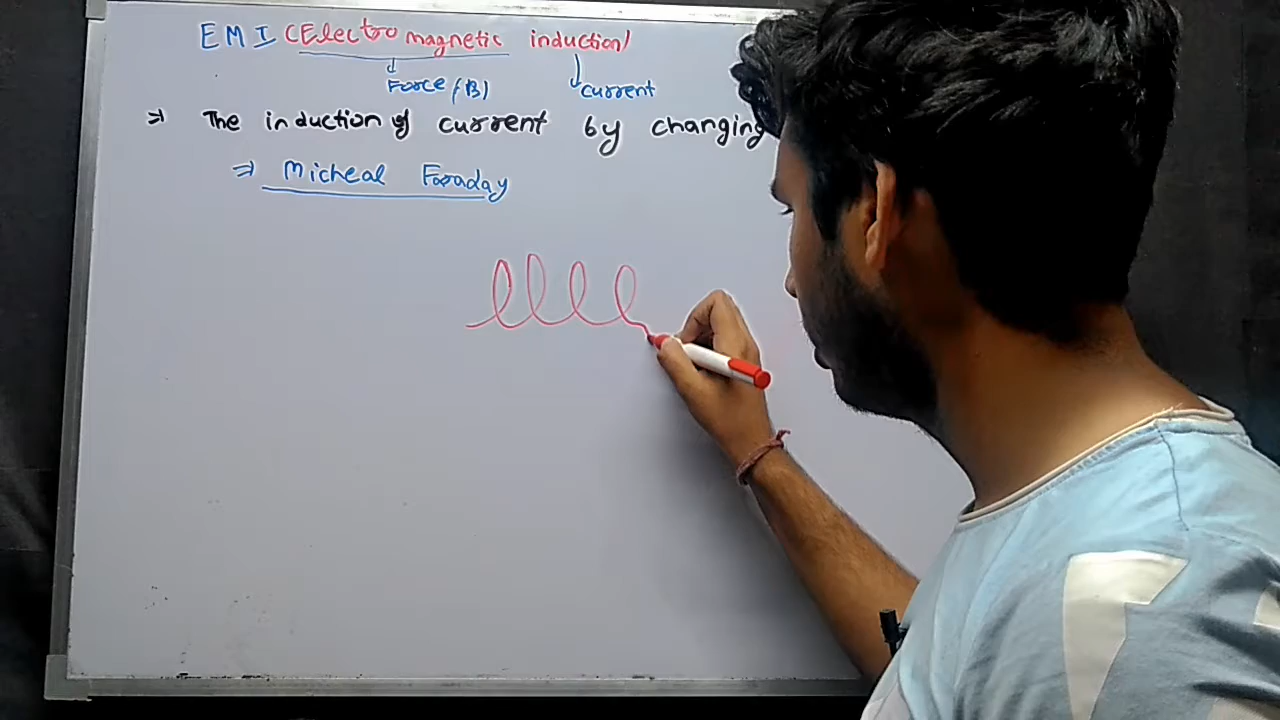 EMI (Electro magnetic induction)
Force (B) current
⇒ The induction of current by changing
⇒ Micheal Faraday